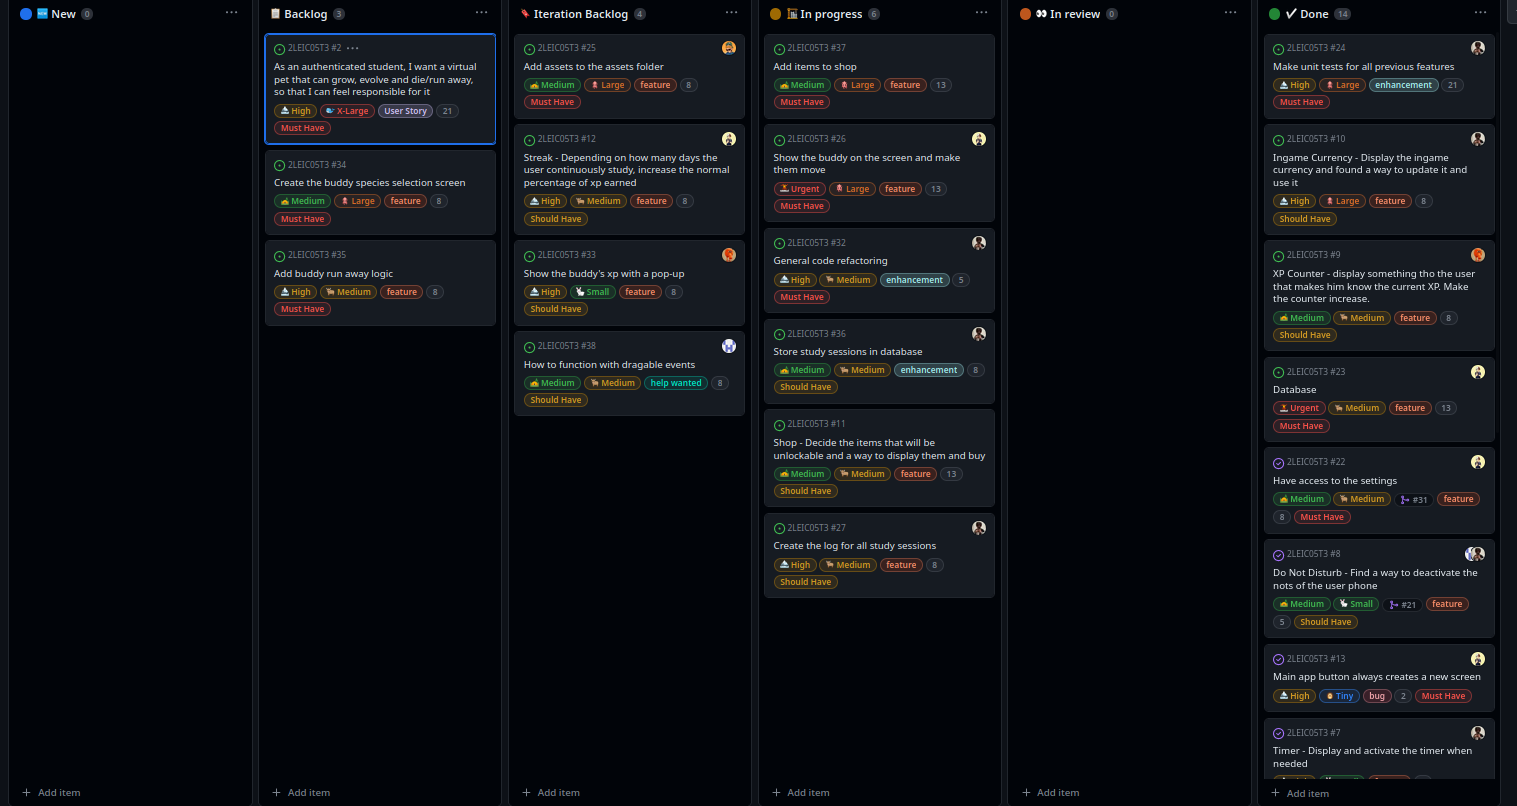 New 0
Backlog 3
2LEIC05T3 #2
As an authenticated student, I want a virtual
pet that can grow, evolve and die/run away,
so that I can feel responsible for it
High X-Large User Story 21
Must Have
2LEIC05T3 #34
Create the buddy species selection screen
Medium Large feature 8
Must Have
2LEIC05T3 #35
Add buddy run away logic
High Medium feature 8
Must Have
Iteration Backlog 4
2LEIC05T3 #25
Add assets to the assets folder
Medium Large feature 8
Must Have
2LEIC05T3 #12
Streak - Depending on how many days the
user continuously study, increase the normal
percentage of xp earned
High Medium feature 8
Should Have
2LEIC05T3 #33
Show the buddy's xp with a pop-up
High Small feature 8
Should Have
2LEIC05T3 #38
How to function with dragable events
Medium Medium help wanted 8
Should Have
In progress 6
2LEIC05T3 #37
Add items to shop
Medium Large feature 13
Must Have
2LEIC05T3 #26
Show the buddy on the screen and make
them move
Urgent Large feature 13
Must Have
2LEIC05T3 #32
General code refactoring
High Medium enhancement 5
Must Have
2LEIC05T3 #36
Store study sessions in database
Medium Medium enhancement 8
Should Have
2LEIC05T3 #11
Shop - Decide the items that will be
unlockable and a way to display them and buy
Medium Medium feature 13
Should Have
2LEIC05T3 #27
Create the log for all study sessions
High Medium feature 8
Should Have
In review 0
Done 14
2LEIC05T3 #24
Make unit tests for all previous features
High Large enhancement 21
Must Have
2LEIC05T3 #10
Ingame Currency - Display the ingame
currency and found a way to update it and
use it
High Large feature 8
Should Have
2LEIC05T3 #9
XP Counter - display something tho the user
that makes him know the current XP. Make
the counter increase.
Medium Medium feature 8
Should Have
2LEIC05T3 #23
Database
Urgent Medium feature 13
Must Have
2LEIC05T3 #22
Have access to the settings
Medium Medium #31 feature
8 Must Have
2LEIC05T3 #8
Do Not Disturb - Find a way to deactivate the
nots of the user phone
Medium Small #21 feature
5 Should Have
2LEIC05T3 #13
Main app button always creates a new screen
High Tiny bug 2 Must Have
2LEIC05T3 #7
Timer - Display and activate the timer when
needed
+ Add item
+ Add item
+ Add item
+ Add item
+ Add item
+ Add item